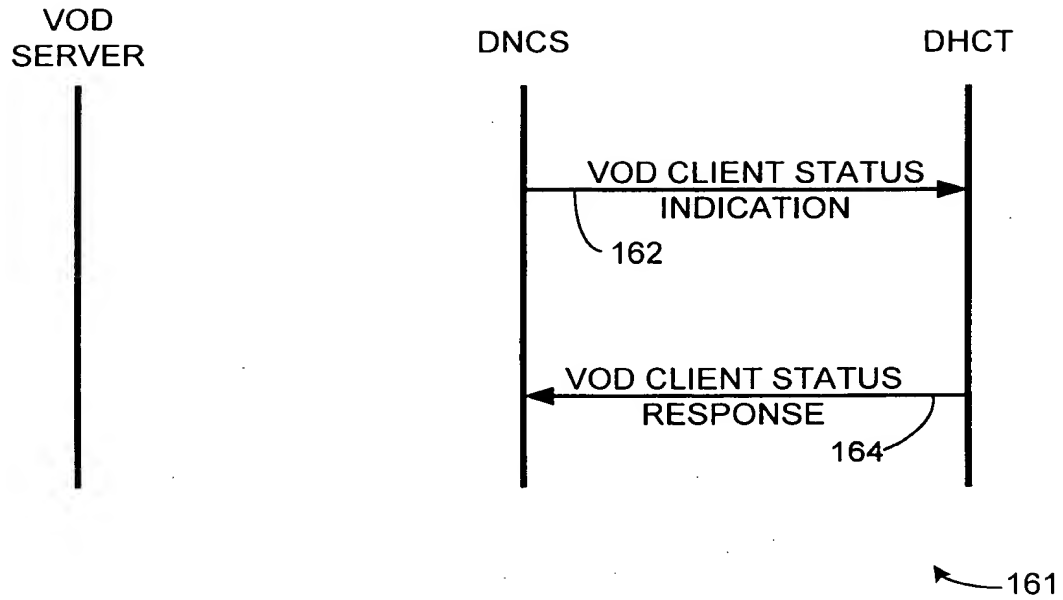 VOD
SERVER
DNCS
DHCT
VOD CLIENT STATUS
INDICATION
162
VOD CLIENT STATUS
RESPONSE
164
161